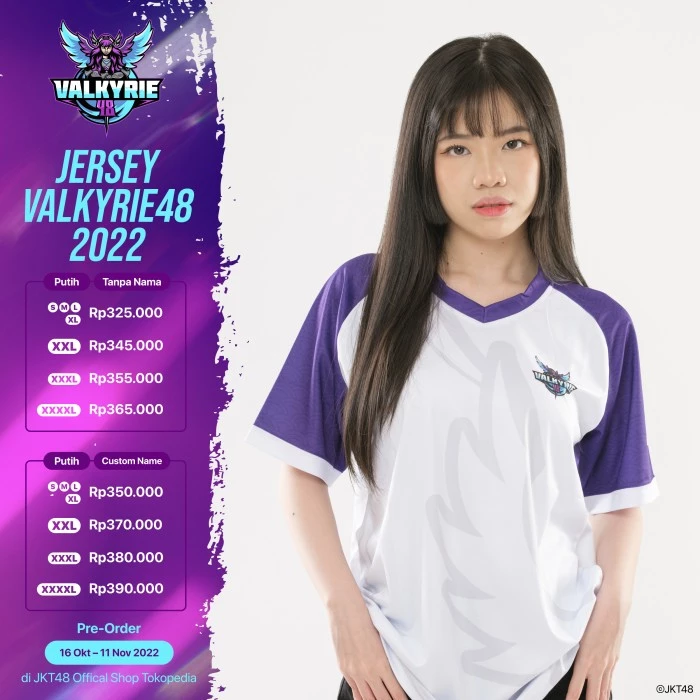 VALKYRIE
48
JERSEY
VALKYRIE48
2022
Putih Tanpa Nama
S M L XL Rp325.000
XXL Rp345.000
XXXL Rp355.000
XXXXL Rp365.000
Putih Custom Name
S M L XL Rp350.000
XXL Rp370.000
XXXL Rp380.000
XXXXL Rp390.000
Pre-Order
16 Okt – 11 Nov 2022
di JKT48 Offical Shop Tokopedia
VALKYRIE
48
©JKT48